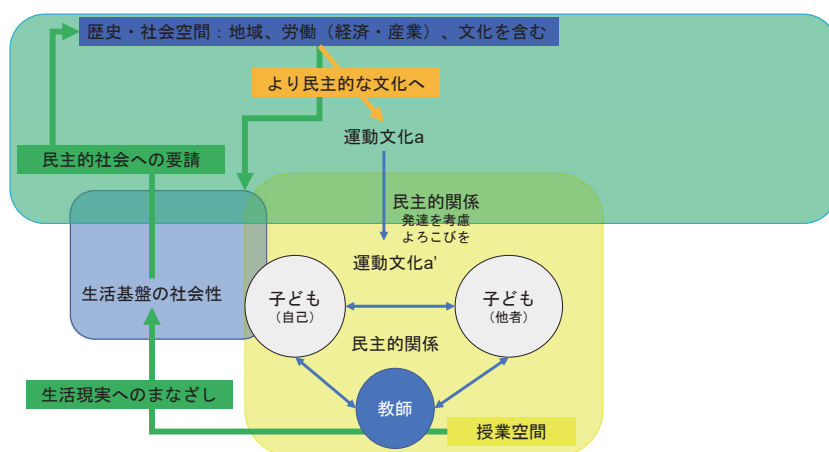 歴史・社会空間：地域、労働（経済・産業）、文化を含む
より民主的な文化へ
運動文化a
民主的社会への要請
民主的関係
発達を考慮
よろこびを
運動文化a’
生活基盤の社会性
子ども
（自己）
子ども
（他者）
民主的関係
生活現実へのまなざし
教師
授業空間